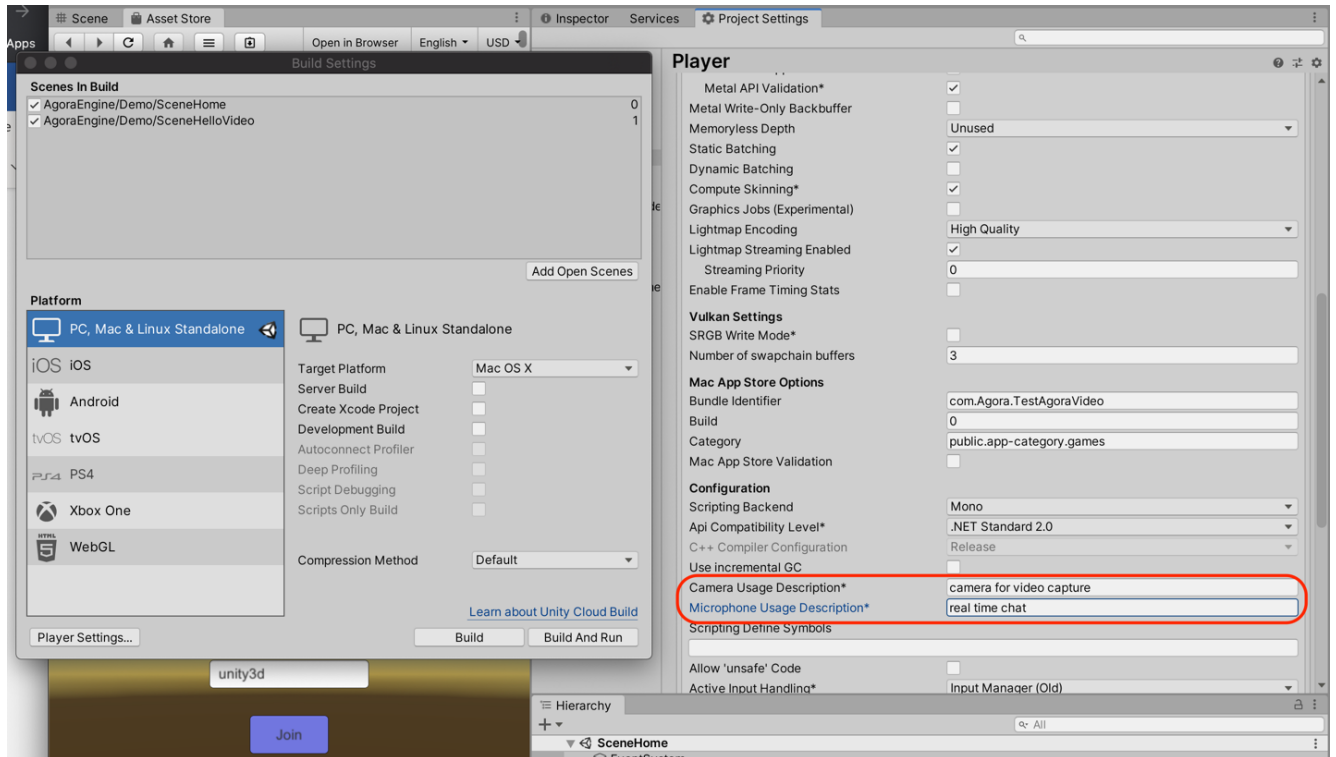 Scene
Asset Store
Inspector
Services
Project Settings
Apps
Open in Browser
English
USD
Build Settings
Scenes In Build
AgoraEngine/Demo/SceneHome 0
AgoraEngine/Demo/SceneHelloVideo 1
Add Open Scenes
Platform
PC, Mac & Linux Standalone
iOS iOS
Android
tvOS tvOS
PS4 PS4
Xbox One
HTML 5 WebGL
PC, Mac & Linux Standalone
Target Platform Mac OS X
Server Build
Create Xcode Project
Development Build
Autoconnect Profiler
Deep Profiling
Script Debugging
Scripts Only Build
Compression Method Default
Learn about Unity Cloud Build
Player Settings...
Build
Build And Run
unity3d
Join
Player
Metal API Validation*
Metal Write-Only Backbuffer
Memoryless Depth Unused
Static Batching
Dynamic Batching
Compute Skinning*
Graphics Jobs (Experimental)
Lightmap Encoding High Quality
Lightmap Streaming Enabled
Streaming Priority 0
Enable Frame Timing Stats
Vulkan Settings
SRGB Write Mode*
Number of swapchain buffers 3
Mac App Store Options
Bundle Identifier com.Agora.TestAgoraVideo
Build 0
Category public.app-category.games
Mac App Store Validation
Configuration
Scripting Backend Mono
Api Compatibility Level* .NET Standard 2.0
C++ Compiler Configuration Release
Use incremental GC
Camera Usage Description* camera for video capture
Microphone Usage Description* real time chat
Scripting Define Symbols
Allow 'unsafe' Code
Active Input Handling* Input Manager (Old)
Hierarchy
All
SceneHome
EventSystem